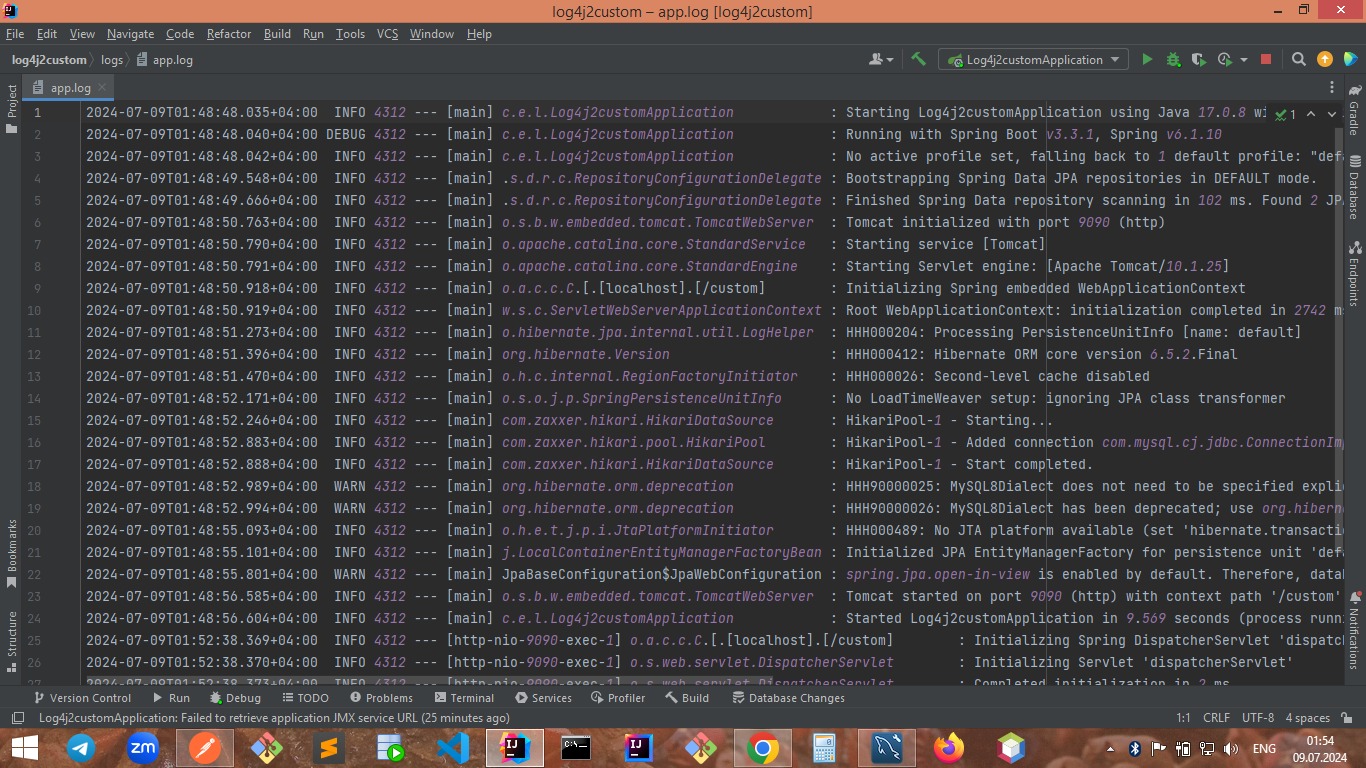 log4j2custom – app.log [log4j2custom]
File Edit View Navigate Code Refactor Build Run Tools VCS Window Help
log4j2custom logs app.log Log4j2customApplication
app.log
Project
Bookmarks
Structure
1 2024-07-09T01:48:48.035+04:00 INFO 4312 --- [main] c.e.l.Log4j2customApplication : Starting Log4j2customApplication using Java 17.0.8 wi 1
2 2024-07-09T01:48:48.040+04:00 DEBUG 4312 --- [main] c.e.l.Log4j2customApplication : Running with Spring Boot v3.3.1, Spring v6.1.10
3 2024-07-09T01:48:48.042+04:00 INFO 4312 --- [main] c.e.l.Log4j2customApplication : No active profile set, falling back to 1 default profile: "def
4 2024-07-09T01:48:49.548+04:00 INFO 4312 --- [main] .s.d.r.c.RepositoryConfigurationDelegate : Bootstrapping Spring Data JPA repositories in DEFAULT mode.
5 2024-07-09T01:48:49.666+04:00 INFO 4312 --- [main] .s.d.r.c.RepositoryConfigurationDelegate : Finished Spring Data repository scanning in 102 ms. Found 2 JP
6 2024-07-09T01:48:50.763+04:00 INFO 4312 --- [main] o.s.b.w.embedded.tomcat.TomcatWebServer : Tomcat initialized with port 9090 (http)
7 2024-07-09T01:48:50.790+04:00 INFO 4312 --- [main] o.apache.catalina.core.StandardService : Starting service [Tomcat]
8 2024-07-09T01:48:50.791+04:00 INFO 4312 --- [main] o.apache.catalina.core.StandardEngine : Starting Servlet engine: [Apache Tomcat/10.1.25]
9 2024-07-09T01:48:50.918+04:00 INFO 4312 --- [main] o.a.c.c.C.[.[localhost].[/custom] : Initializing Spring embedded WebApplicationContext
10 2024-07-09T01:48:50.919+04:00 INFO 4312 --- [main] w.s.c.ServletWebServerApplicationContext : Root WebApplicationContext: initialization completed in 2742 m
11 2024-07-09T01:48:51.273+04:00 INFO 4312 --- [main] o.hibernate.jpa.internal.util.LogHelper : HHH000204: Processing PersistenceUnitInfo [name: default]
12 2024-07-09T01:48:51.396+04:00 INFO 4312 --- [main] org.hibernate.Version : HHH000412: Hibernate ORM core version 6.5.2.Final
13 2024-07-09T01:48:51.470+04:00 INFO 4312 --- [main] o.h.c.internal.RegionFactoryInitiator : HHH000026: Second-level cache disabled
14 2024-07-09T01:48:52.171+04:00 INFO 4312 --- [main] o.s.o.j.p.SpringPersistenceUnitInfo : No LoadTimeWeaver setup: ignoring JPA class transformer
15 2024-07-09T01:48:52.246+04:00 INFO 4312 --- [main] com.zaxxer.hikari.HikariDataSource : HikariPool-1 - Starting...
16 2024-07-09T01:48:52.883+04:00 INFO 4312 --- [main] com.zaxxer.hikari.pool.HikariPool : HikariPool-1 - Added connection com.mysql.cj.jdbc.ConnectionIm
17 2024-07-09T01:48:52.888+04:00 INFO 4312 --- [main] com.zaxxer.hikari.HikariDataSource : HikariPool-1 - Start completed.
18 2024-07-09T01:48:52.989+04:00 WARN 4312 --- [main] org.hibernate.orm.deprecation : HHH90000025: MySQL8Dialect does not need to be specified expli
19 2024-07-09T01:48:52.994+04:00 WARN 4312 --- [main] org.hibernate.orm.deprecation : HHH90000026: MySQL8Dialect has been deprecated; use org.hibern
20 2024-07-09T01:48:55.093+04:00 INFO 4312 --- [main] o.h.e.t.j.p.i.JtaPlatformInitiator : HHH000489: No JTA platform available (set 'hibernate.transacti
21 2024-07-09T01:48:55.101+04:00 INFO 4312 --- [main] j.LocalContainerEntityManagerFactoryBean : Initialized JPA EntityManagerFactory for persistence unit 'def
22 2024-07-09T01:48:55.801+04:00 WARN 4312 --- [main] JpaBaseConfiguration$JpaWebConfiguration : spring.jpa.open-in-view is enabled by default. Therefore, data
23 2024-07-09T01:48:56.585+04:00 INFO 4312 --- [main] o.s.b.w.embedded.tomcat.TomcatWebServer : Tomcat started on port 9090 (http) with context path '/custom'
24 2024-07-09T01:48:56.604+04:00 INFO 4312 --- [main] c.e.l.Log4j2customApplication : Started Log4j2customApplication in 9.569 seconds (process runn
25 2024-07-09T01:52:38.369+04:00 INFO 4312 --- [http-nio-9090-exec-1] o.a.c.c.C.[.[localhost].[/custom] : Initializing Spring DispatcherServlet 'dispatc
26 2024-07-09T01:52:38.370+04:00 INFO 4312 --- [http-nio-9090-exec-1] o.s.web.servlet.DispatcherServlet : Initializing Servlet 'dispatcherServlet'
27 2024-07-09T01:52:38.373+04:00 INFO 4312 --- [http-nio-9090-exec-1] o.s.web.servlet.DispatcherServlet : Completed initialization in 2 ms
Gradle
Database
Endpoints
Notifications
Version Control Run Debug TODO Problems Terminal Services Profiler Build Database Changes
Log4j2customApplication: Failed to retrieve application JMX service URL (25 minutes ago) 1:1 CRLF UTF-8 4 spaces
zm IJ C:\ IJ ENG 01:54
09.07.2024